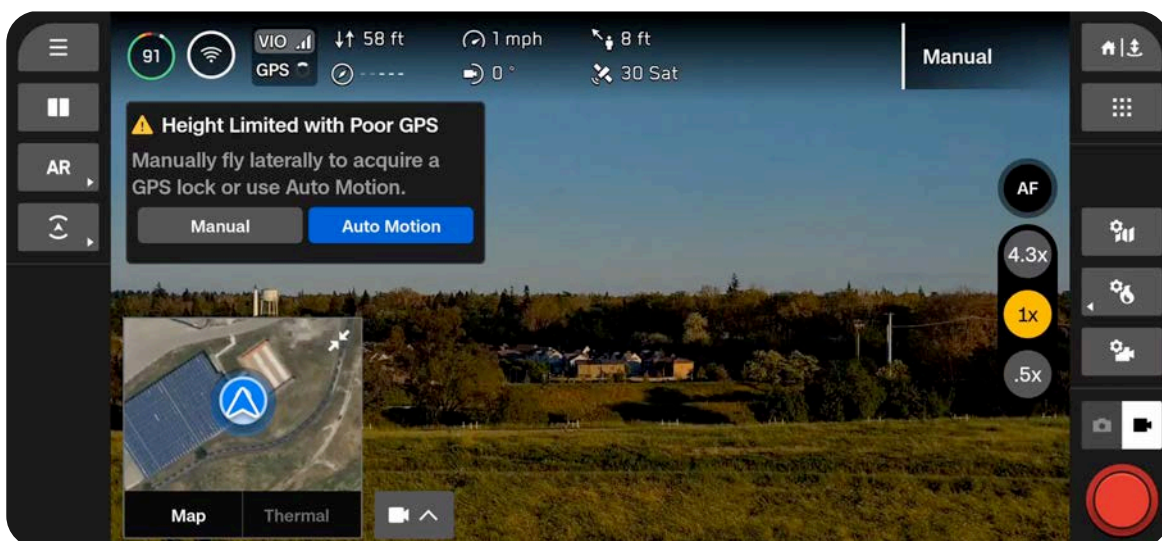 91
VIO
GPS
58 ft
1 mph
8 ft
-----
0 °
30 Sat
Manual
AR
Height Limited with Poor GPS
Manually fly laterally to acquire a
GPS lock or use Auto Motion.
Manual
Auto Motion
AF
4.3x
1x
.5x
Map
Thermal